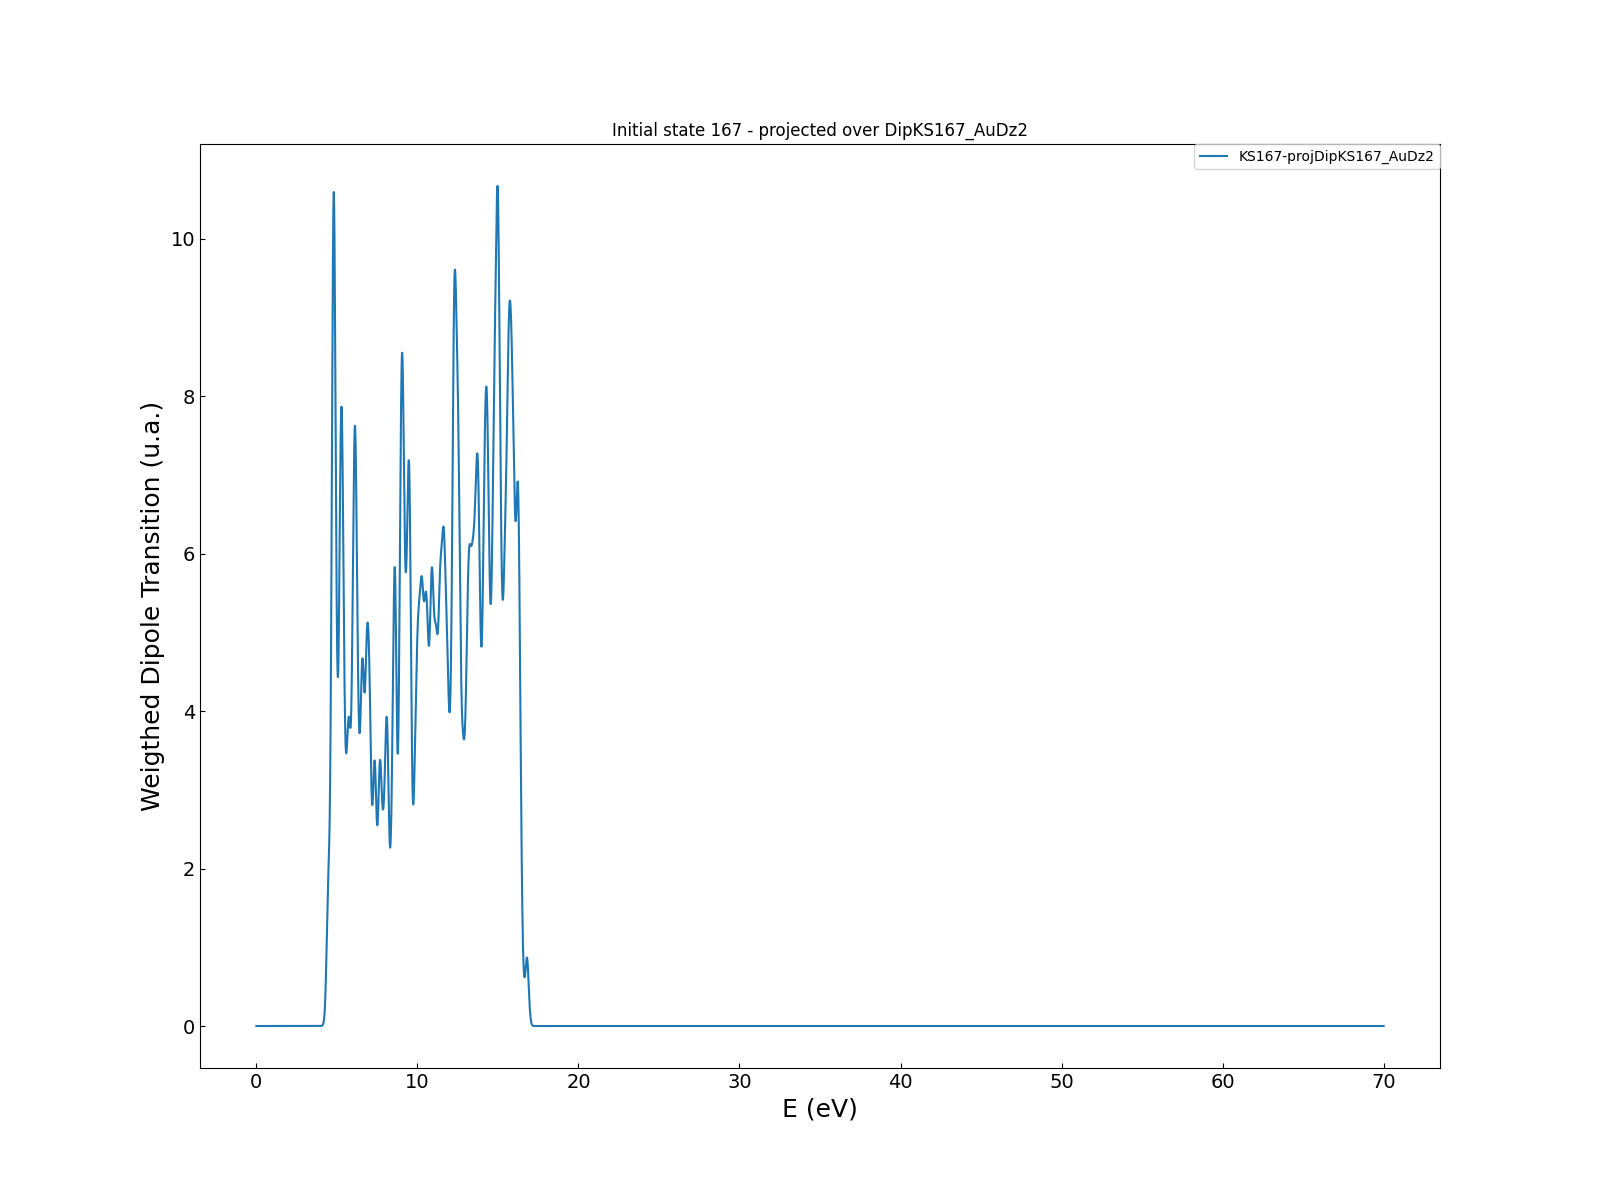 Initial state 167 - projected over DipKS167_AuDz2
KS167-projDipKS167_AuDz2
Weigthed Dipole Transition (u.a.)
10
8
6
4
2
0
0 10 20 30 40 50 60 70
E (eV)